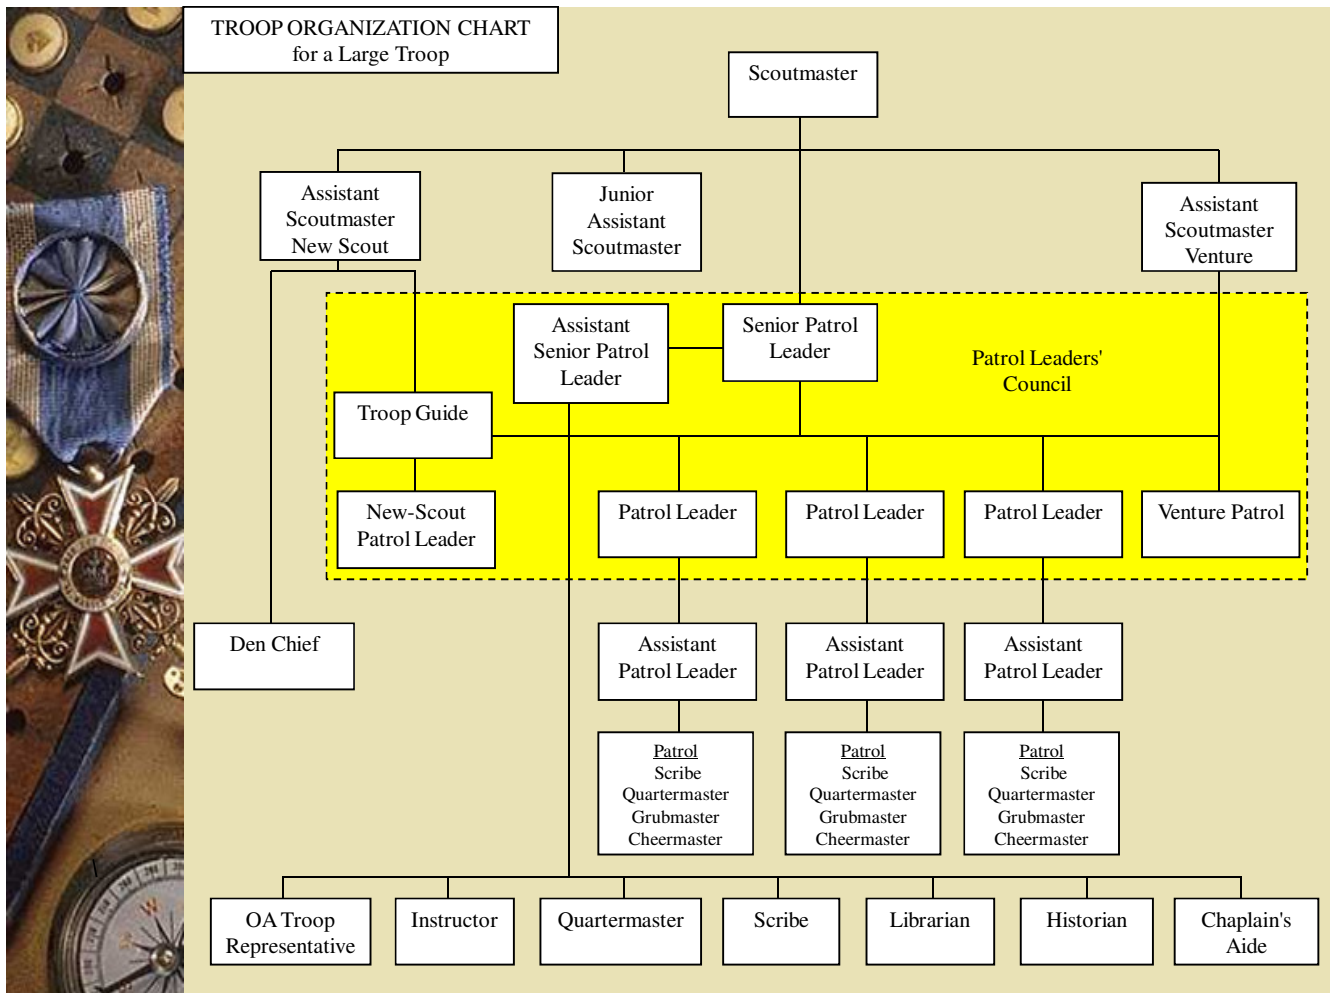 TROOP ORGANIZATION CHART
for a Large Troop
Scoutmaster
Assistant
Scoutmaster
New Scout
Junior
Assistant
Scoutmaster
Assistant
Scoutmaster
Venture
Assistant
Senior Patrol
Leader
Senior Patrol
Leader
Patrol Leaders'
Council
Troop Guide
New-Scout
Patrol Leader
Patrol Leader
Patrol Leader
Patrol Leader
Venture Patrol
Den Chief
Assistant
Patrol Leader
Assistant
Patrol Leader
Assistant
Patrol Leader
Patrol
Scribe
Quartermaster
Grubmaster
Cheermaster
Patrol
Scribe
Quartermaster
Grubmaster
Cheermaster
Patrol
Scribe
Quartermaster
Grubmaster
Cheermaster
OA Troop
Representative
Instructor
Quartermaster
Scribe
Librarian
Historian
Chaplain's
Aide
W